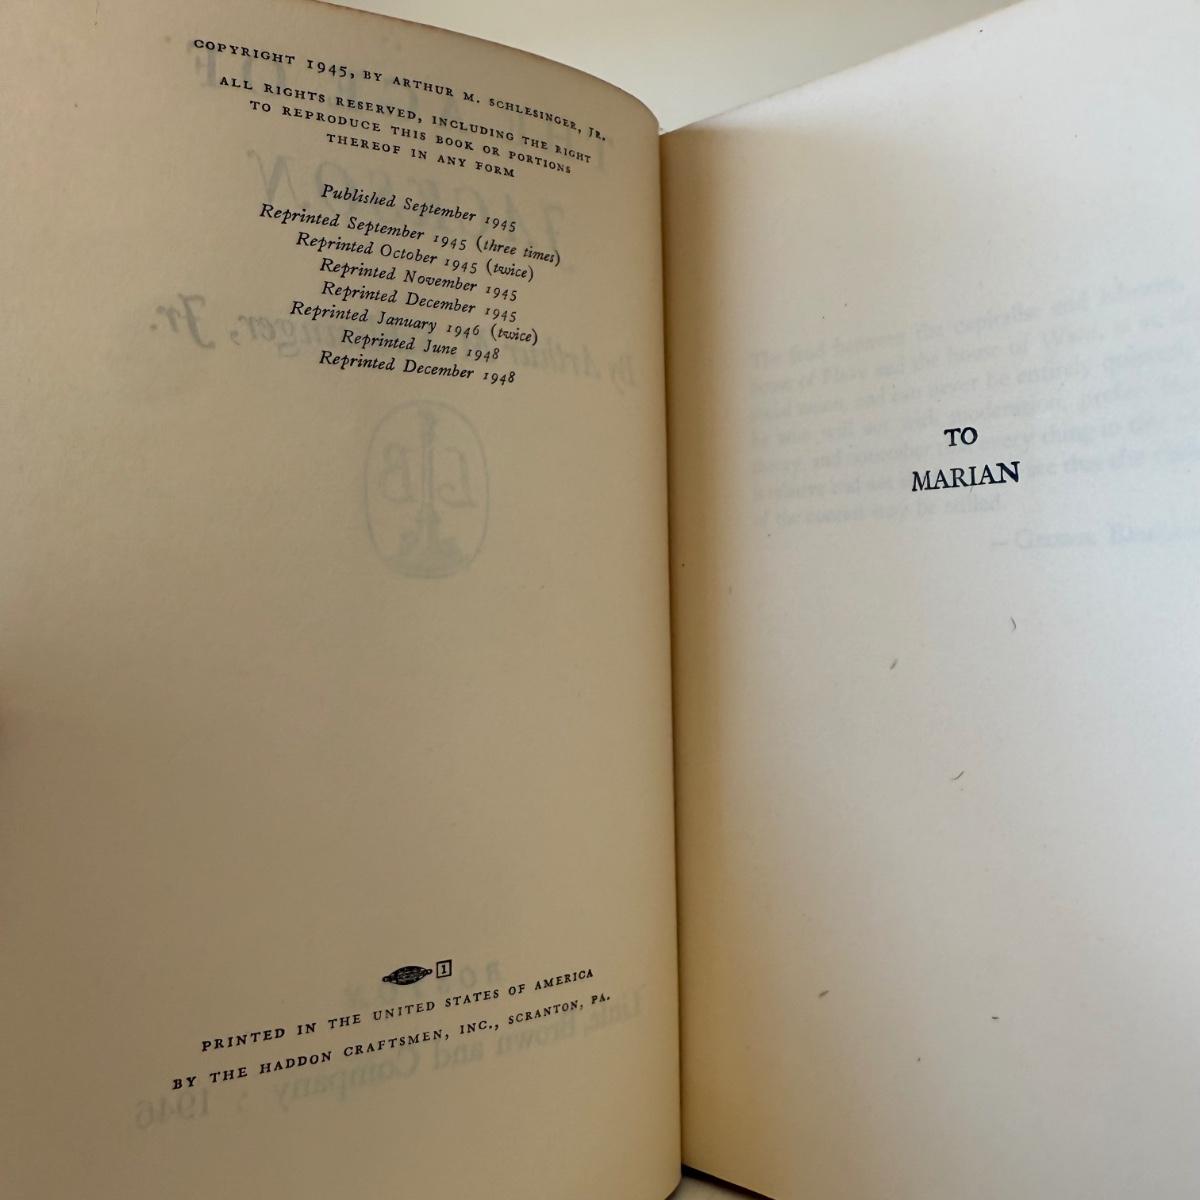 COPYRIGHT 1945, BY ARTHUR M. SCHLESINGER, JR.
ALL RIGHTS RESERVED, INCLUDING THE RIGHT
TO REPRODUCE THIS BOOK OR PORTIONS
THEREOF IN ANY FORM
Published September 1945
Reprinted September 1945 (three times)
Reprinted October 1945 (twice)
Reprinted November 1945
Reprinted December 1945
Reprinted January 1946 (twice)
Reprinted June 1948
Reprinted December 1948
1
PRINTED IN THE UNITED STATES OF AMERICA
BY THE HADDON CRAFTSMEN, INC., SCRANTON, PA.
TO
MARIAN